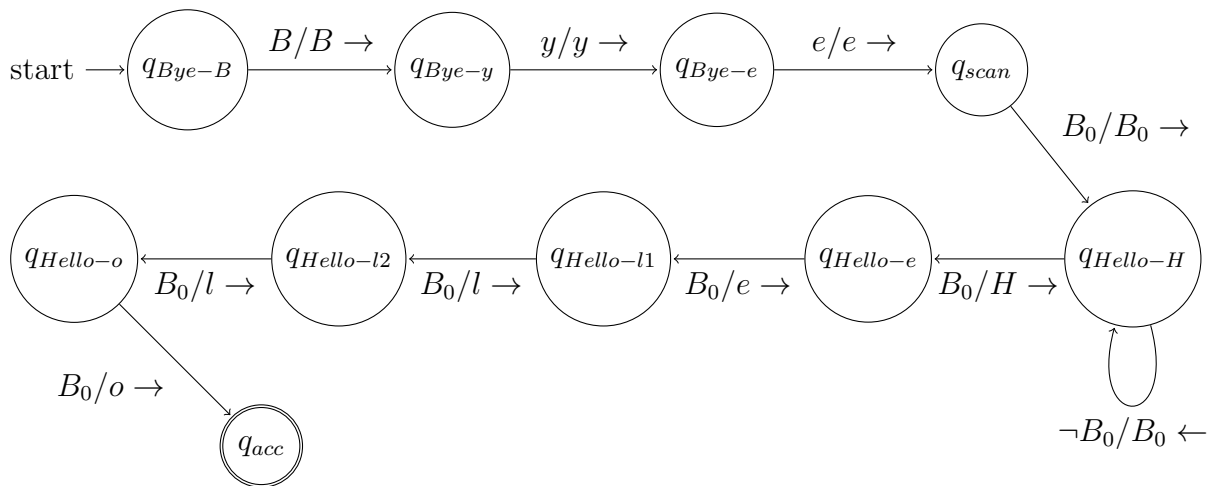 start q_{Bye-B} B/B → q_{Bye-y} y/y → q_{Bye-e} e/e → q_{scan}
B_0/B_0 →
q_{Hello-o} B_0/l → q_{Hello-l2} B_0/l → q_{Hello-l1} B_0/e → q_{Hello-e} B_0/H → q_{Hello-H}
B_0/o →
¬B_0/B_0 ←
q_{acc}